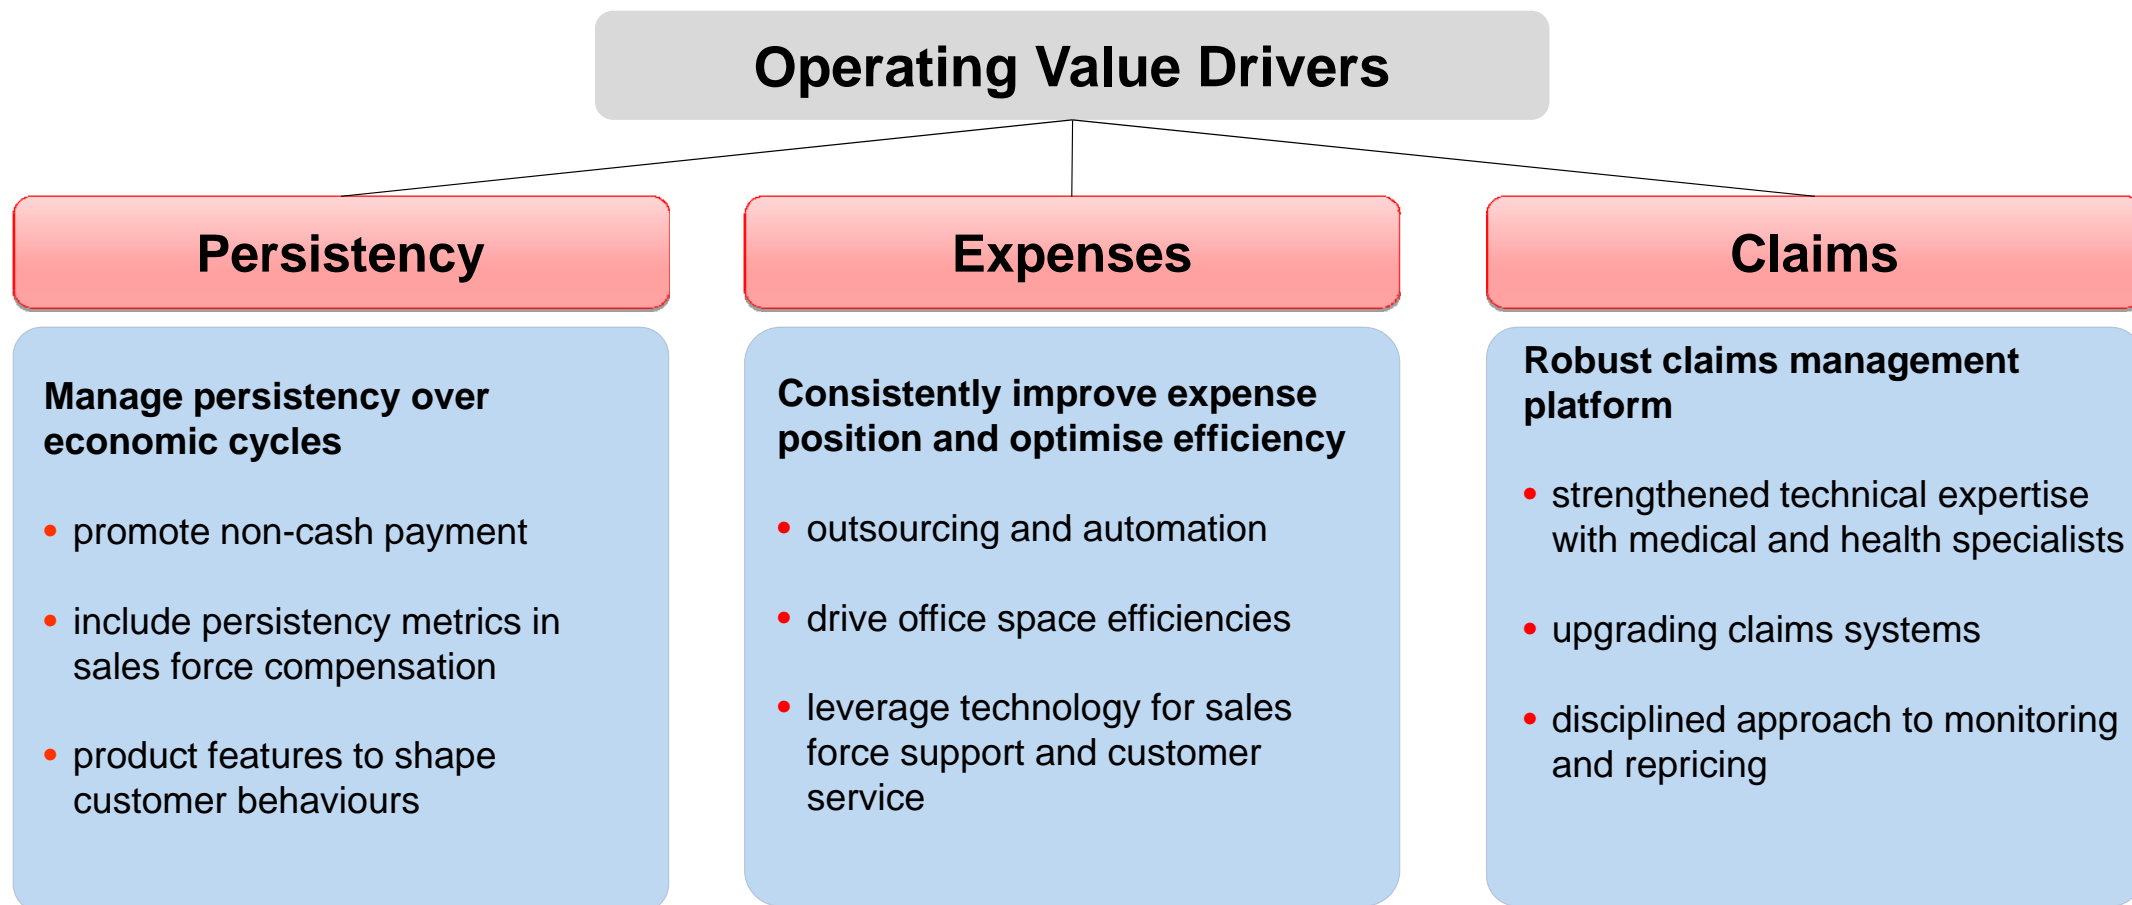 Operating Value Drivers
Persistency
Manage persistency over
economic cycles
• promote non-cash payment
• include persistency metrics in
sales force compensation
• product features to shape
customer behaviours
Expenses
Consistently improve expense
position and optimise efficiency
• outsourcing and automation
• drive office space efficiencies
• leverage technology for sales
force support and customer
service
Claims
Robust claims management
platform
• strengthened technical expertise
with medical and health specialists
• upgrading claims systems
• disciplined approach to monitoring
and repricing